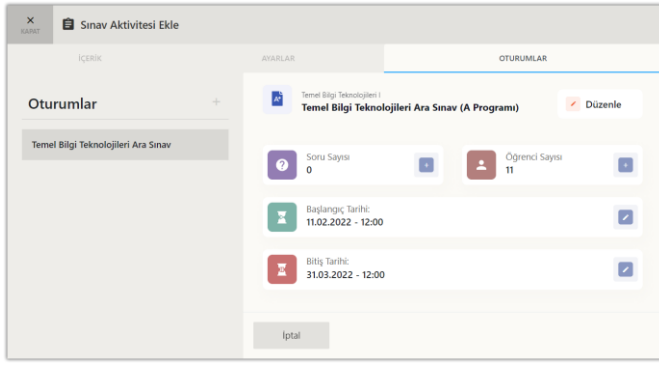 KAPAT
Sınav Aktivitesi Ekle
İÇERİK
AYARLAR
OTURUMLAR
Oturumlar
Temel Bilgi Teknolojileri Ara Sınav
Temel Bilgi Teknolojileri I
Temel Bilgi Teknolojileri Ara Sınav (A Programı)
Düzenle
Soru Sayısı
0
Öğrenci Sayısı
11
Başlangıç Tarihi:
11.02.2022 - 12:00
Bitiş Tarihi:
31.03.2022 - 12:00
İptal